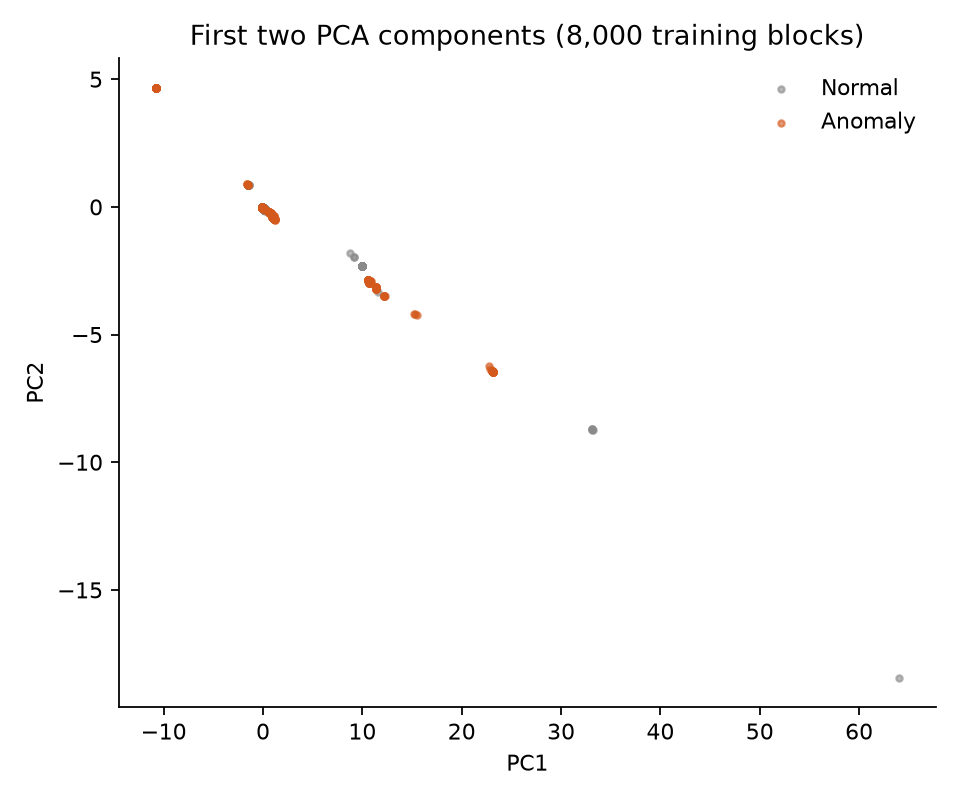 First two PCA components (8,000 training blocks)
Normal
Anomaly
5
0
−5
−10
−15
PC2
−10 0 10 20 30 40 50 60
PC1